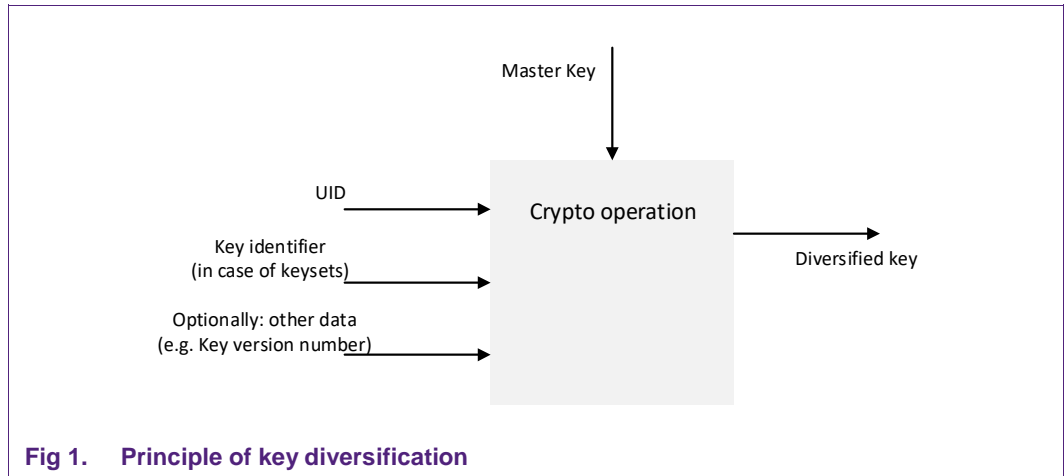 Master Key
UID
Crypto operation
Key identifier
(in case of keysets)
Diversified key
Optionally: other data
(e.g. Key version number)
Fig 1. Principle of key diversification